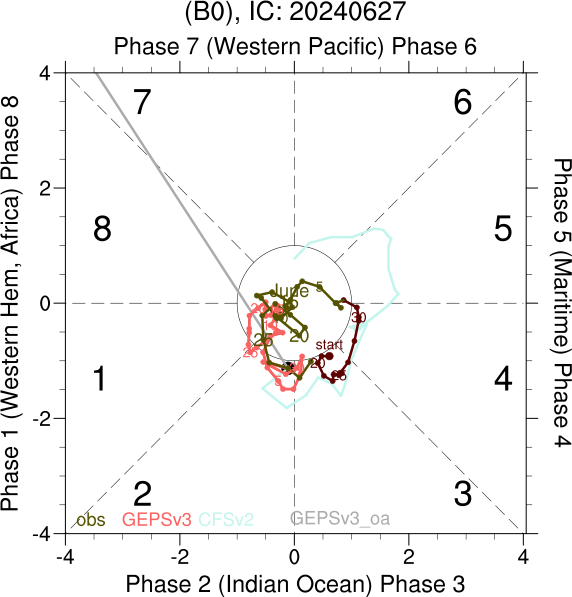 (B0), IC: 20240627
Phase 7 (Western Pacific) Phase 6
Phase 1 (Western Hem, Africa) Phase 8
Phase 5 (Maritime) Phase 4
4
2
0
-2
-4
7
6
8
5
1
4
2
3
June 5
20
25
30
start
20
obs GEPSv3 CFSv2 GEPSv3_oa
-4 -2 0 2 4
Phase 2 (Indian Ocean) Phase 3